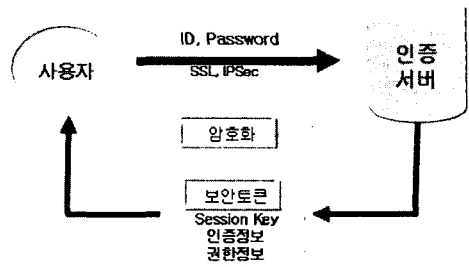 ID, Password
사용자
SSL, IPSec
인증
서버
암호화
보안토큰
Session Key
인증정보
권한정보